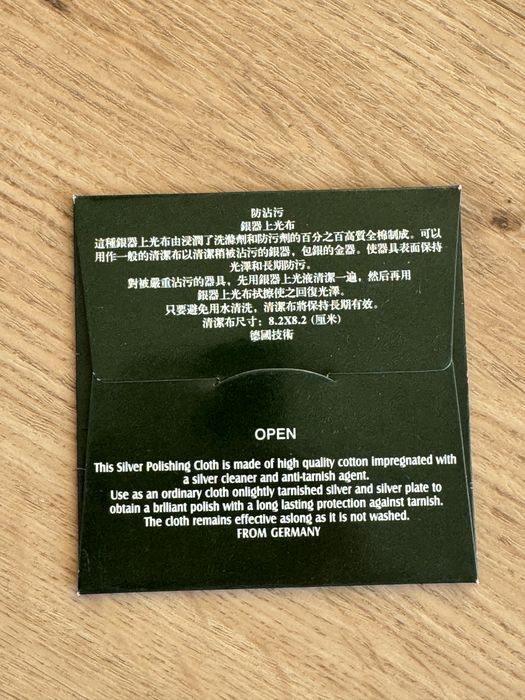 防沾污
銀器上光布
這種銀器上光布由浸潤了洗滌劑和防污劑的百分之百高質全棉制成。可以
用作一般的清潔布以清潔稍被沾污的銀器，包銀的金器。使器具表面保持
光澤和長期防污。
對被嚴重沾污的器具，先用銀器上光液清潔一遍，然后再用
銀器上光布拭擦使之回復光澤。
只要避免用水清洗，清潔布將保持長期有效。
清潔布尺寸：8.2X8.2 (厘米)
德國技術
OPEN
This Silver Polishing Cloth is made of high quality cotton impregnated with
a silver cleaner and anti-tarnish agent.
Use as an ordinary cloth onlightly tarnished silver and silver plate to
obtain a brliant polish with a long lasting protection against tarnish.
The cloth remains effective aslong as it is not washed.
FROM GERMANY